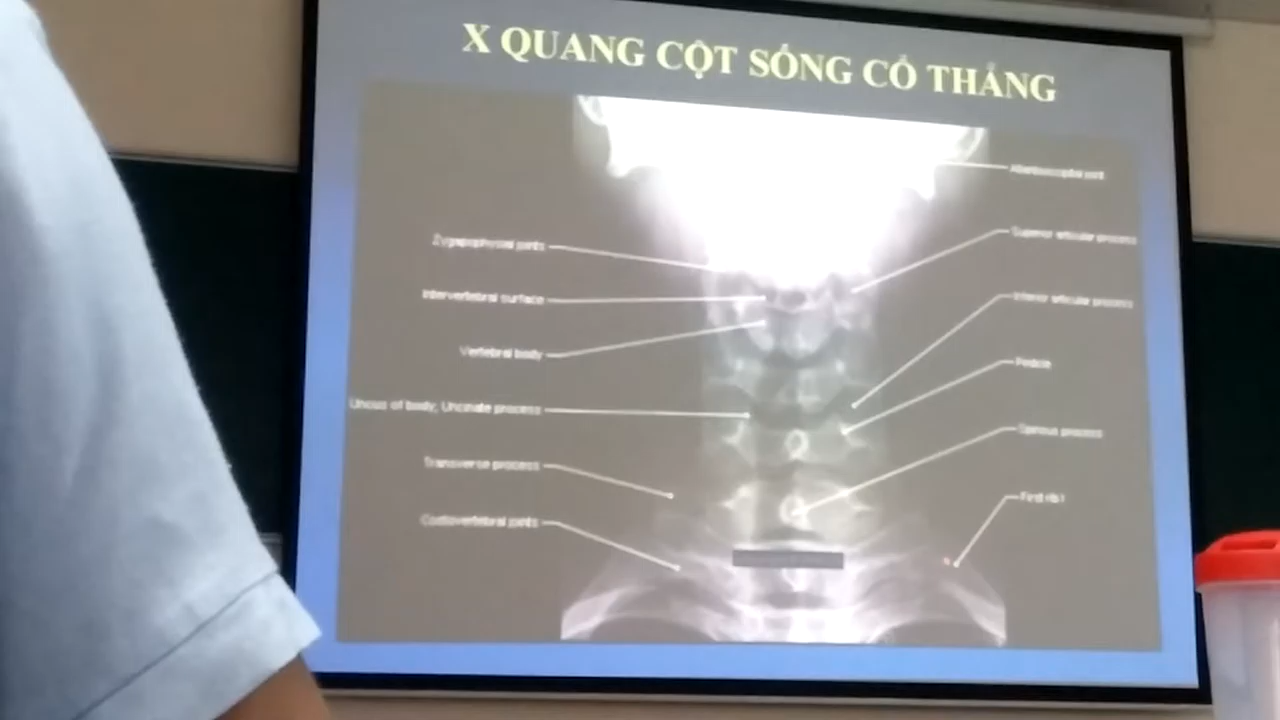 X QUANG CỘT SỐNG CỔ THẲNG
Atlantooccipital joint
Zygapophyseal joints
Superior articular process
Intervertebral surface
Inferior articular process
Vertebral body
Pedicle
Uncus of body; Uncinate process
Spinous process
Transverse process
First rib
Costovertebral joints